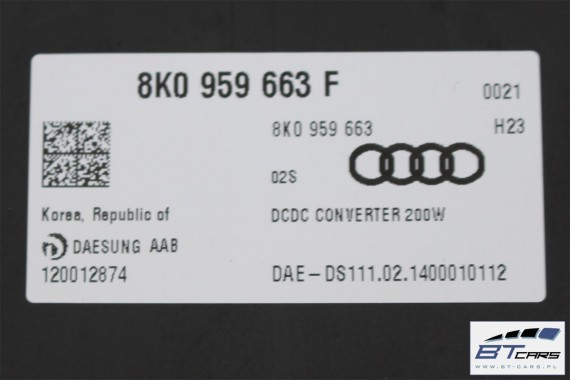 8K0 959 663 F
0021
8K0 959 663
H23
02S
Korea, Republic of
DCDC CONVERTER 200W
DAESUNG AAB
120012874
DAE-DS111.02.1400010112
BTCARS
WWW.BT-CARS.PL